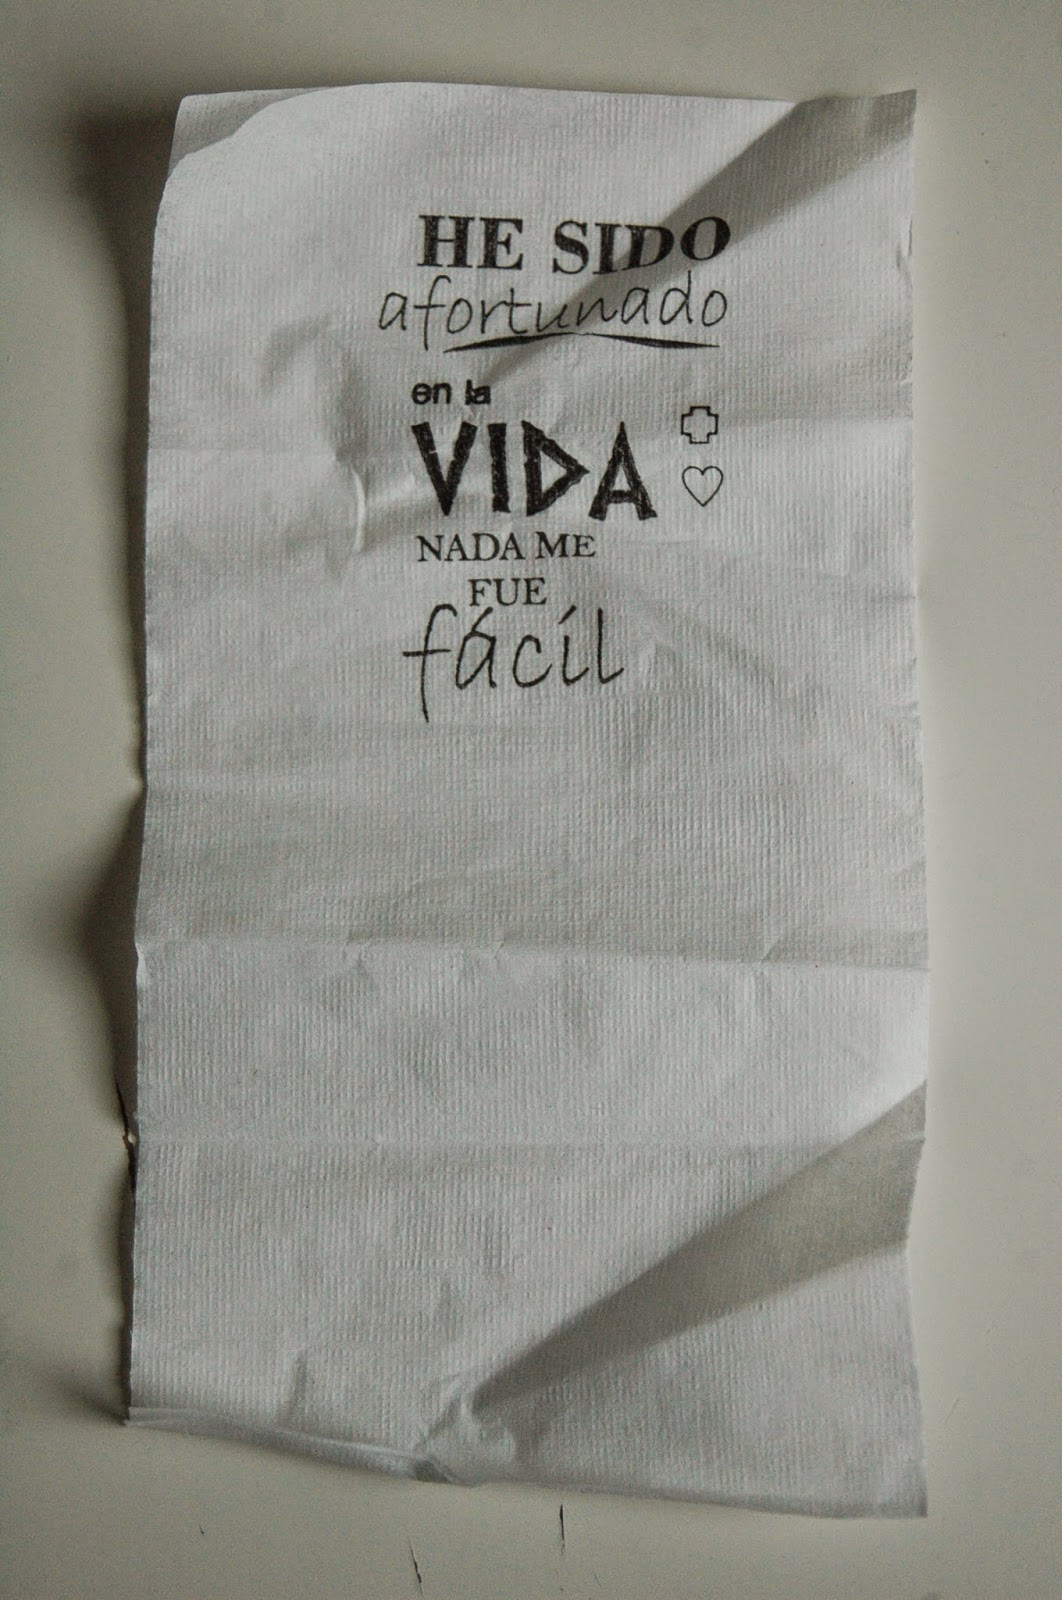 HE SIDO
afortunado
en la
VIDA
NADA ME
FUE
fácil